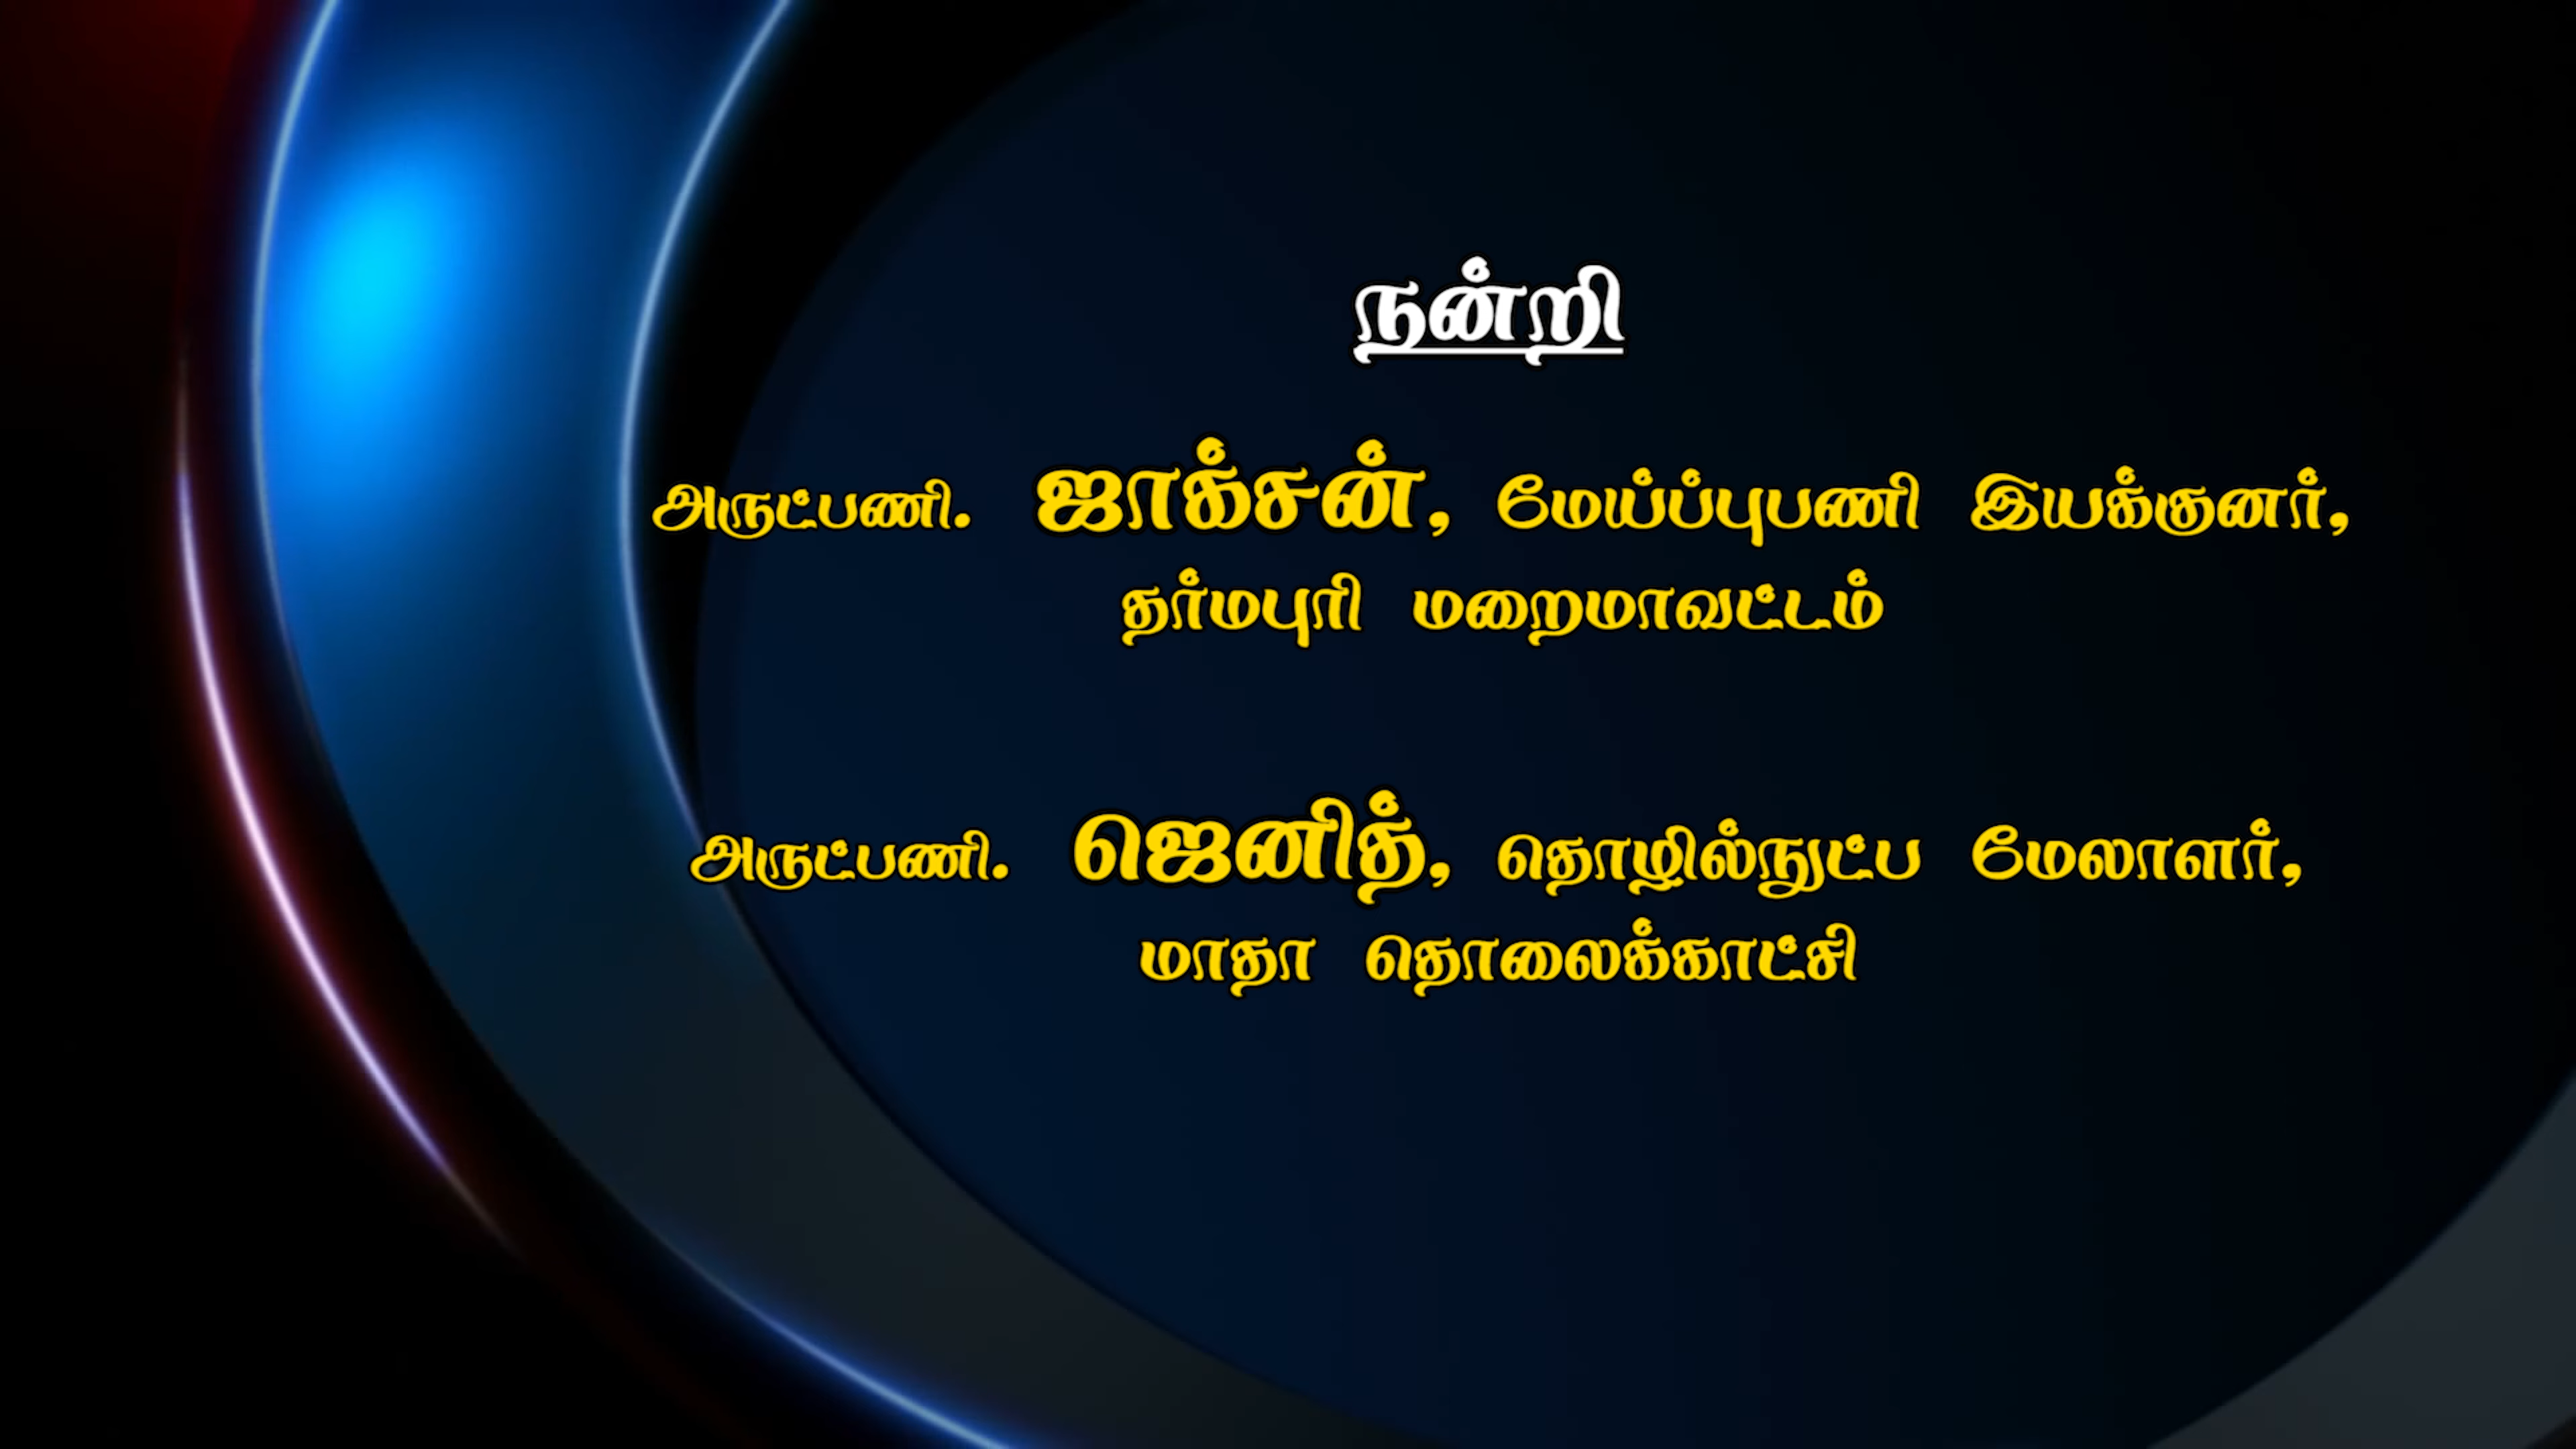 நன்றி
அருட்பணி. ஜாக்சன், மேய்ப்புபணி இயக்குனர்,
தர்மபுரி மறைமாவட்டம்
அருட்பணி. ஜெனித், தொழில்நுட்ப மேலாளர்,
மாதா தொலைக்காட்சி